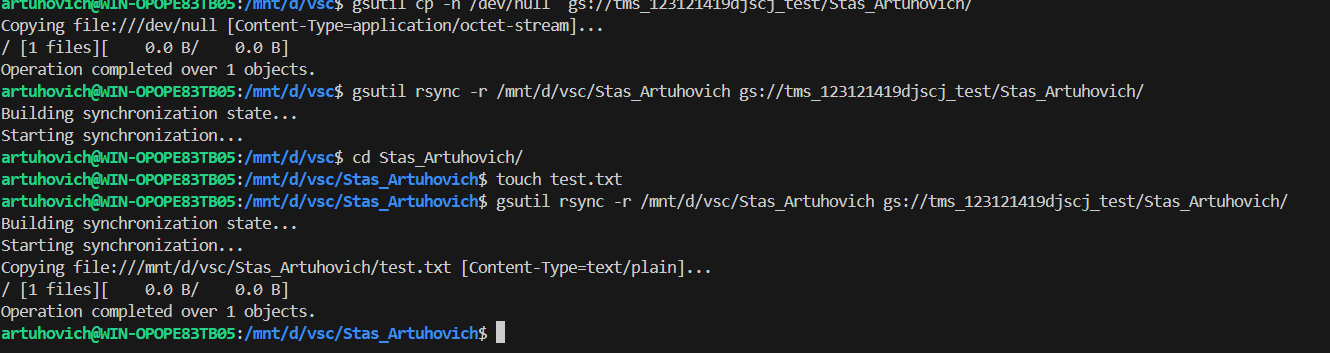 artuhovich@WIN-OPOPE83TB05:/mnt/d/vsc$ gsutil cp -n /dev/null  gs://tms_123121419djscj_test/Stas_Artuhovich/
Copying file:///dev/null [Content-Type=application/octet-stream]...
/ [1 files][    0.0 B/    0.0 B]
Operation completed over 1 objects.
artuhovich@WIN-OPOPE83TB05:/mnt/d/vsc$ gsutil rsync -r /mnt/d/vsc/Stas_Artuhovich gs://tms_123121419djscj_test/Stas_Artuhovich/
Building synchronization state...
Starting synchronization...
artuhovich@WIN-OPOPE83TB05:/mnt/d/vsc$ cd Stas_Artuhovich/
artuhovich@WIN-OPOPE83TB05:/mnt/d/vsc/Stas_Artuhovich$ touch test.txt
artuhovich@WIN-OPOPE83TB05:/mnt/d/vsc/Stas_Artuhovich$ gsutil rsync -r /mnt/d/vsc/Stas_Artuhovich gs://tms_123121419djscj_test/Stas_Artuhovich/
Building synchronization state...
Starting synchronization...
Copying file:///mnt/d/vsc/Stas_Artuhovich/test.txt [Content-Type=text/plain]...
/ [1 files][    0.0 B/    0.0 B]
Operation completed over 1 objects.
artuhovich@WIN-OPOPE83TB05:/mnt/d/vsc/Stas_Artuhovich$